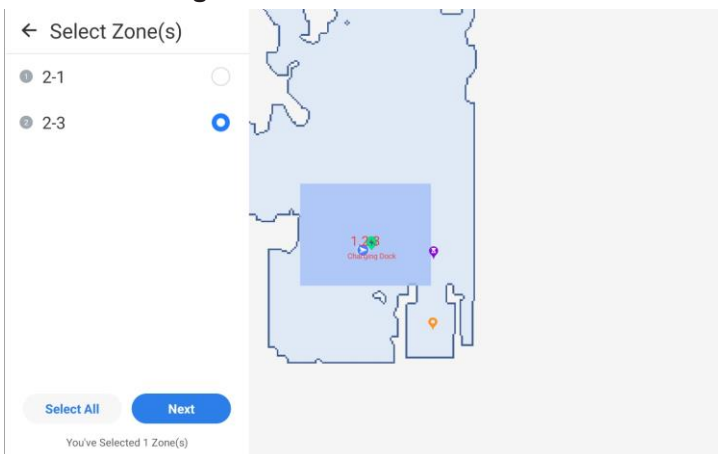 Select Zone(s)
1 2-1
2 2-3
Charging Dock
Select All
Next
You've Selected 1 Zone(s)